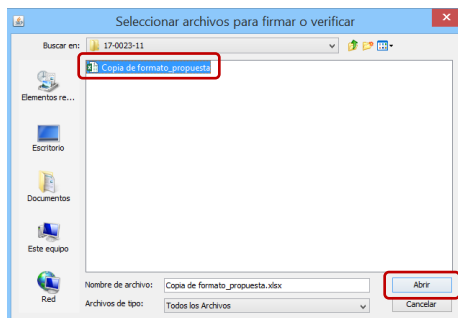 Seleccionar archivos para firmar o verificar
Buscar en: 17-0023-11
Copia de formato_propuesta
Elementos re...
Escritorio
Documentos
Este equipo
Red
Nombre de archivo: Copia de formato_propuesta.xlsx Abrir
Archivos de tipo: Todos los Archivos Cancelar